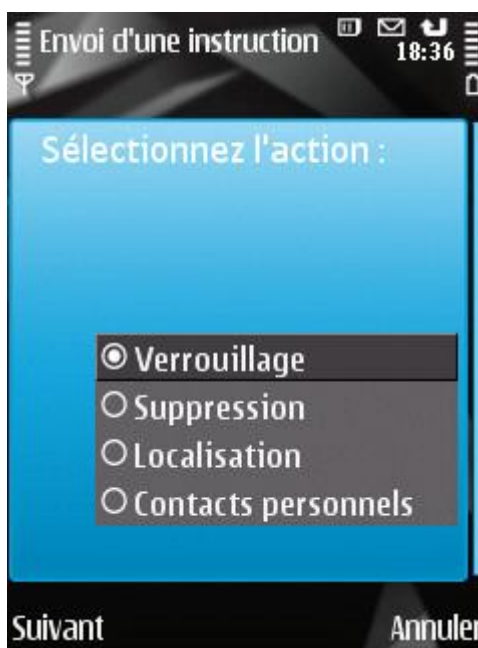 Envoi d'une instruction
18:36
Sélectionnez l'action :
Verrouillage
Suppression
Localisation
Contacts personnels
Suivant
Annuler